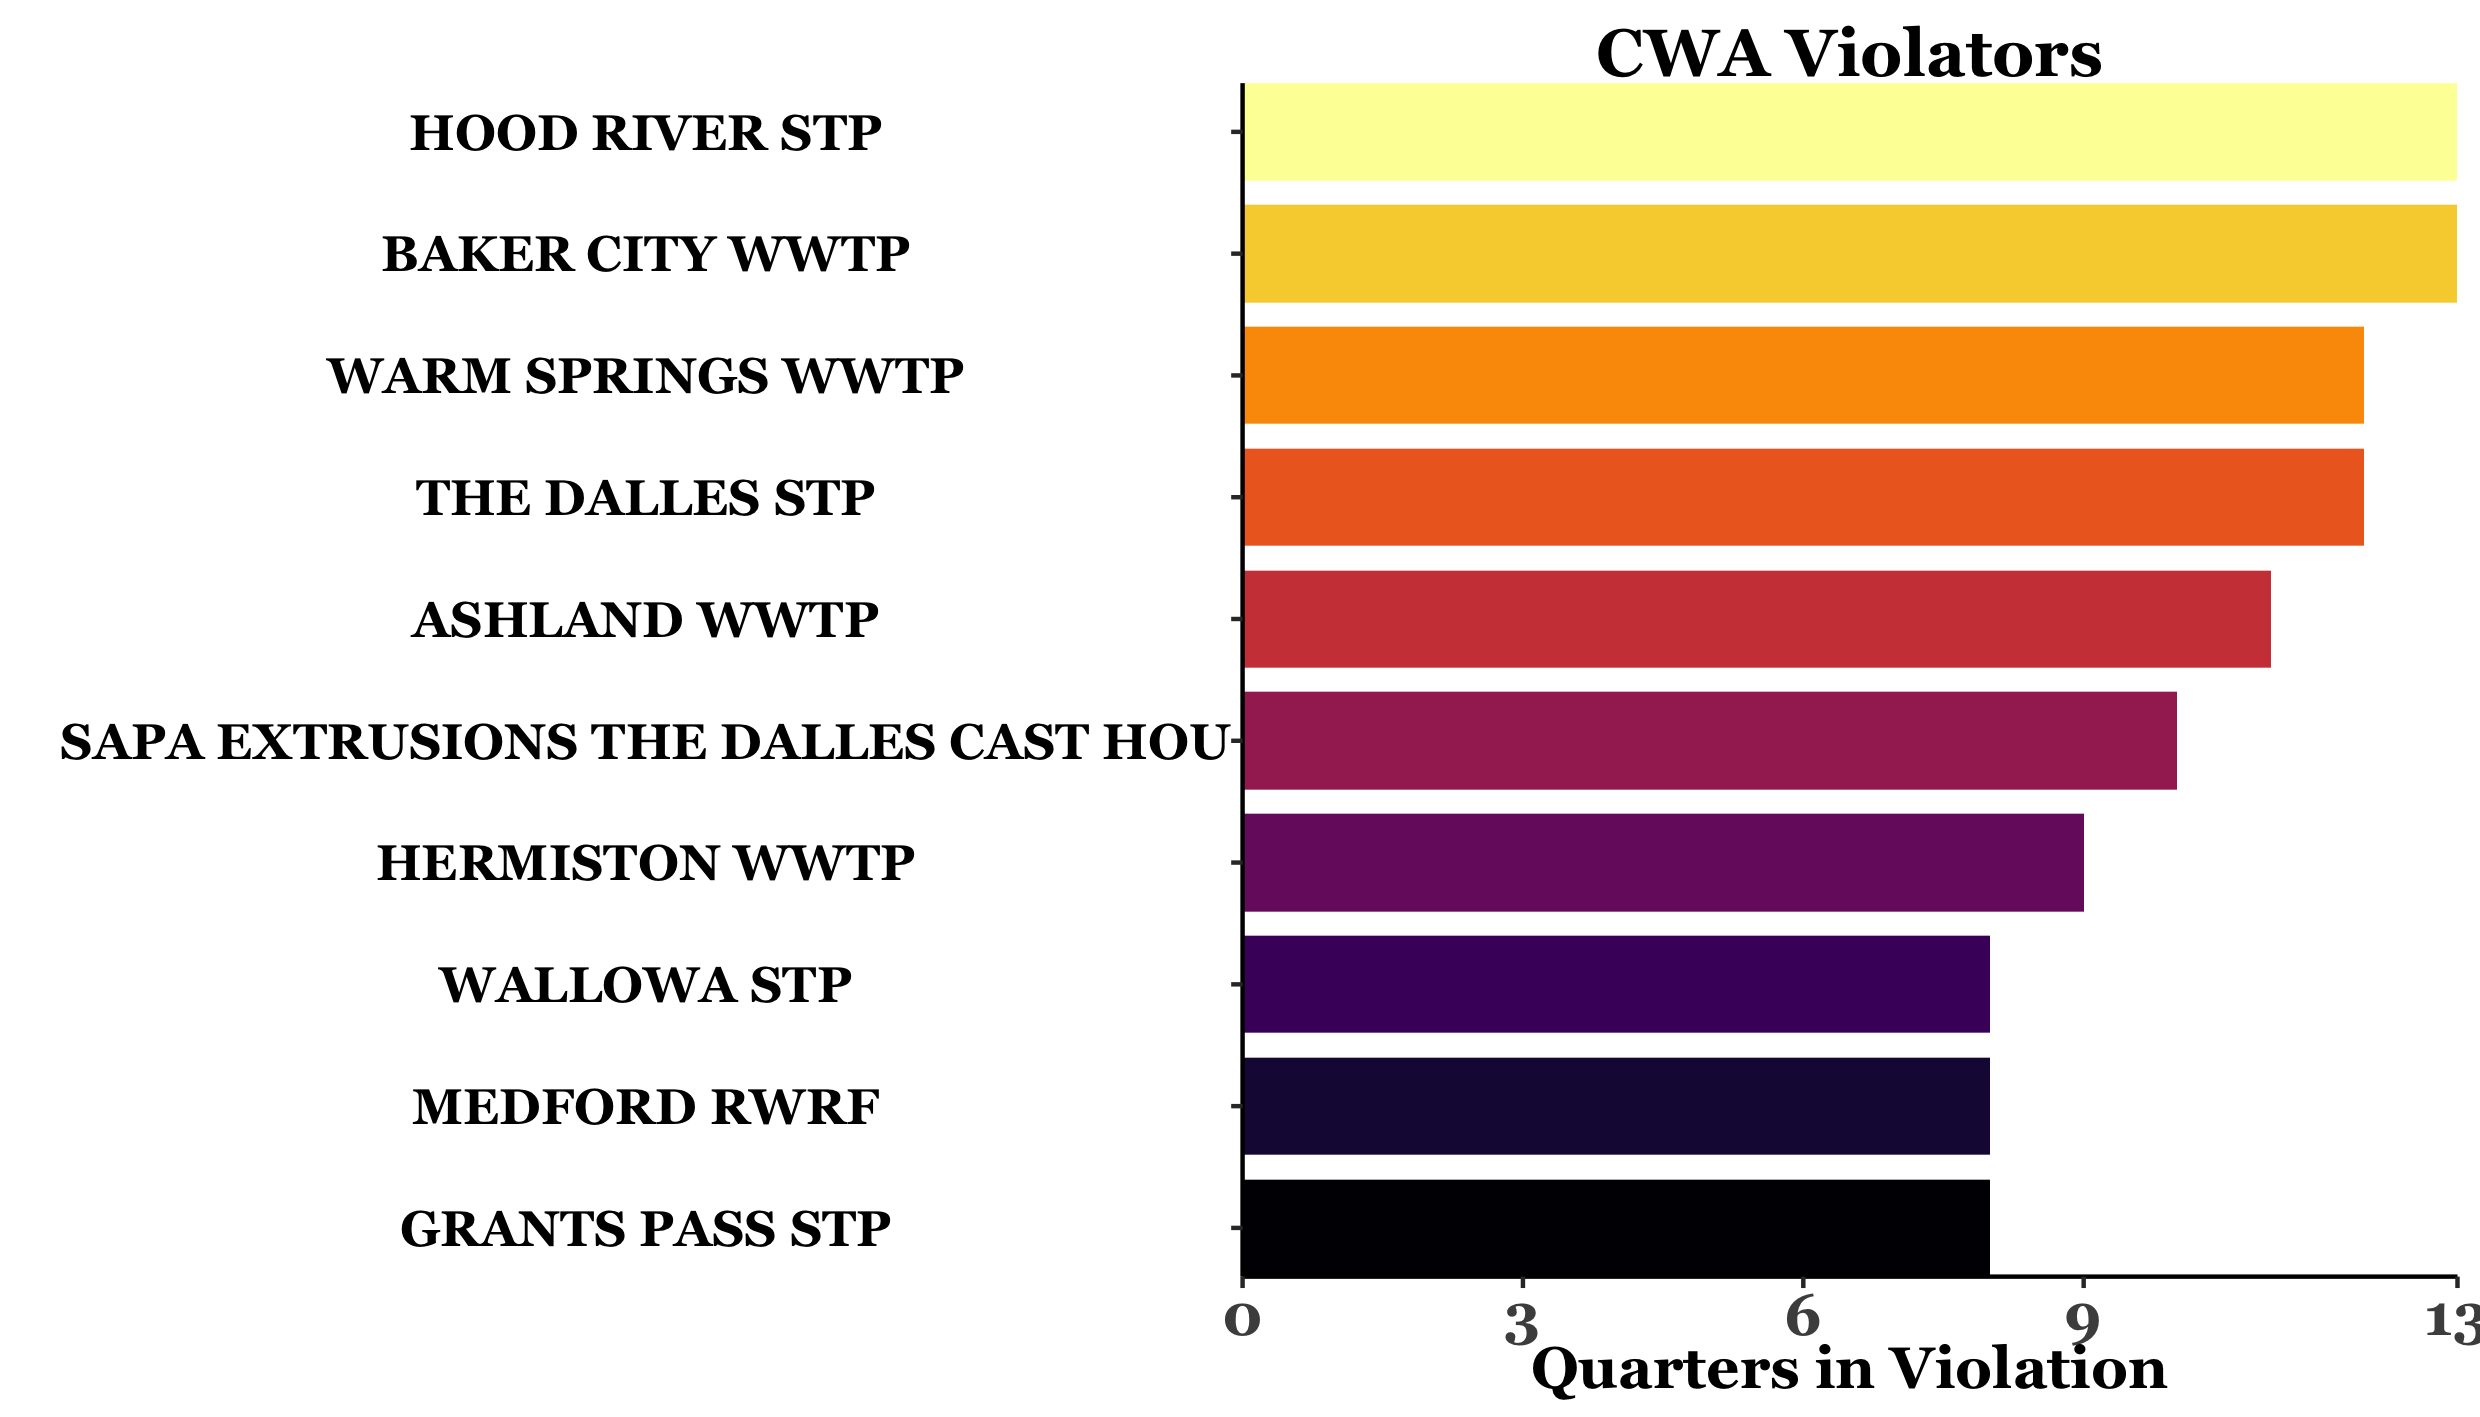 CWA Violators
HOOD RIVER STP
BAKER CITY WWTP
WARM SPRINGS WWTP
THE DALLES STP
ASHLAND WWTP
SAPA EXTRUSIONS THE DALLES CAST HOU
HERMISTON WWTP
WALLOWA STP
MEDFORD RWRF
GRANTS PASS STP
0 3 6 9 13
Quarters in Violation